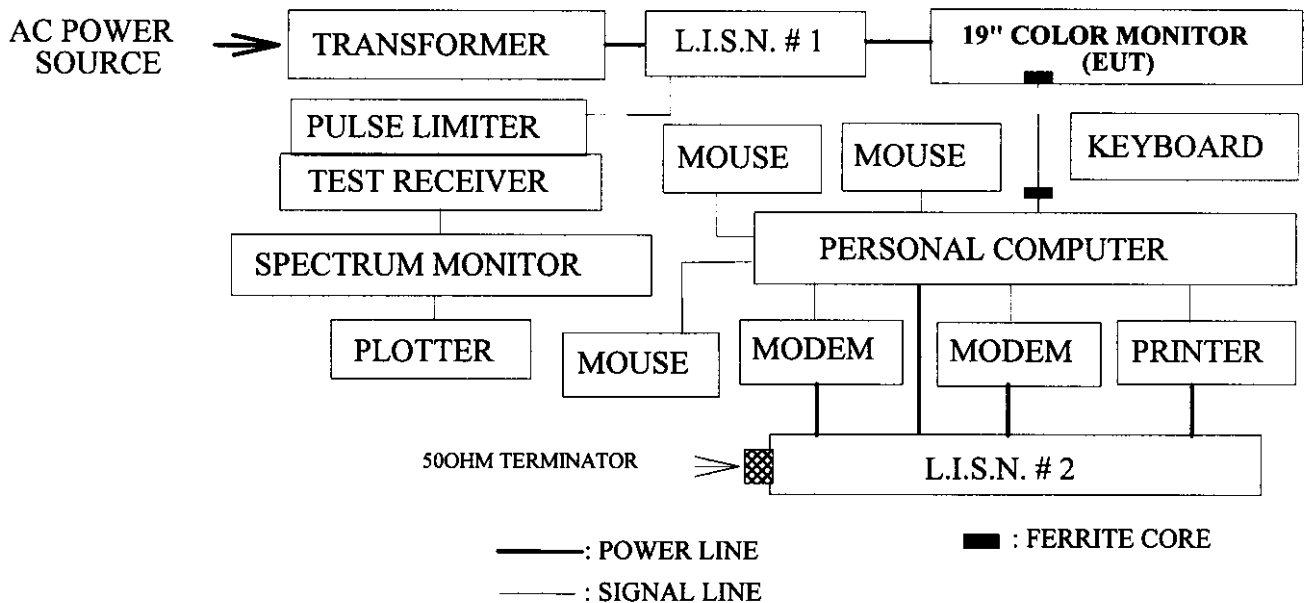 AC POWER
SOURCE
TRANSFORMER
L.I.S.N. # 1
19" COLOR MONITOR
(EUT)
PULSE LIMITER
MOUSE
MOUSE
KEYBOARD
TEST RECEIVER
PERSONAL COMPUTER
SPECTRUM MONITOR
PLOTTER
MOUSE
MODEM
MODEM
PRINTER
50OHM TERMINATOR
L.I.S.N. # 2
: POWER LINE
: FERRITE CORE
: SIGNAL LINE